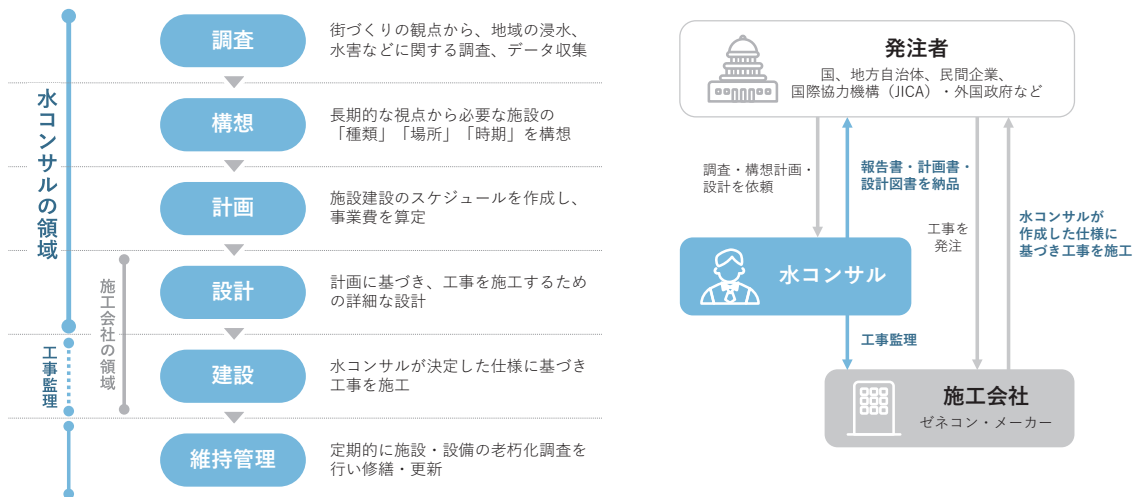 水コンサルの領域
工事監理
施工会社の領域
調査
街づくりの観点から、地域の浸水、
水害などに関する調査、データ収集
構想
長期的な視点から必要な施設の
「種類」「場所」「時期」を構想
計画
施設建設のスケジュールを作成し、
事業費を算定
設計
計画に基づき、工事を施工するため
の詳細な設計
建設
水コンサルが決定した仕様に基づき
工事を施工
維持管理
定期的に施設・設備の老朽化調査を
行い修繕・更新
発注者
国、地方自治体、民間企業、
国際協力機構（JICA）・外国政府など
調査・構想計画・
設計を依頼
報告書・計画書・
設計図書を納品
工事を
発注
水コンサルが
作成した仕様に
基づき工事を施工
水コンサル
工事監理
施工会社
ゼネコン・メーカー